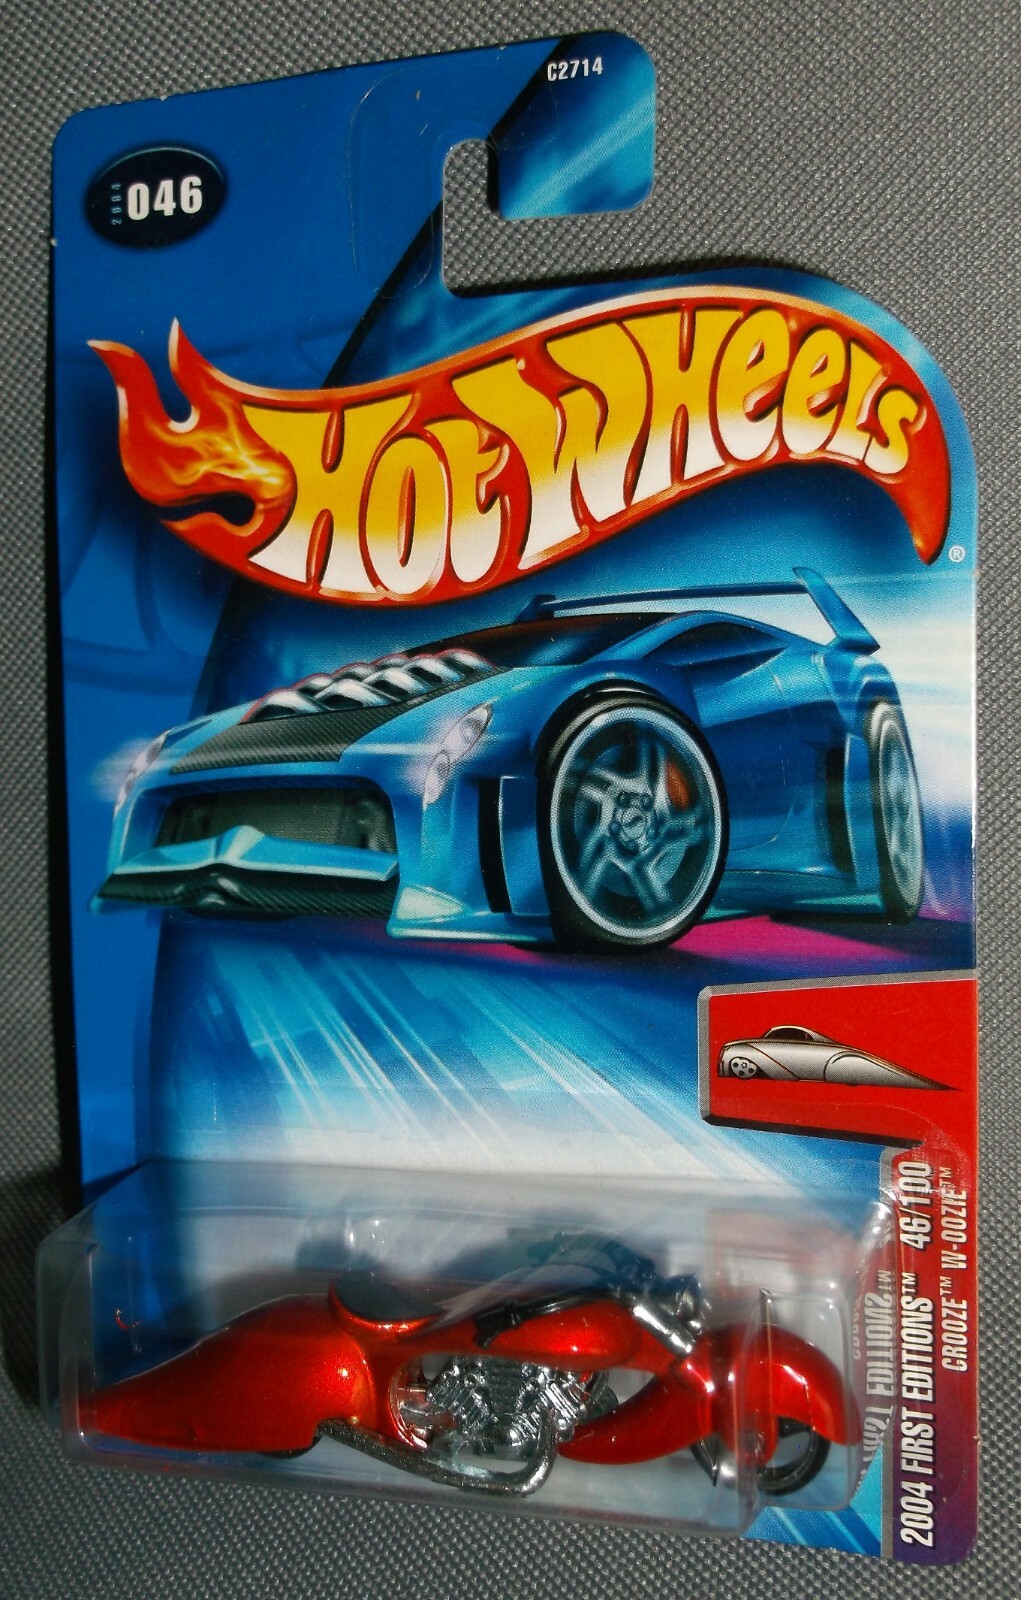 C2714
2004
046
HOT WHEELS
®
2004 FIRST EDITIONS™ 46/100
CROOZE™ W-OOZIE™